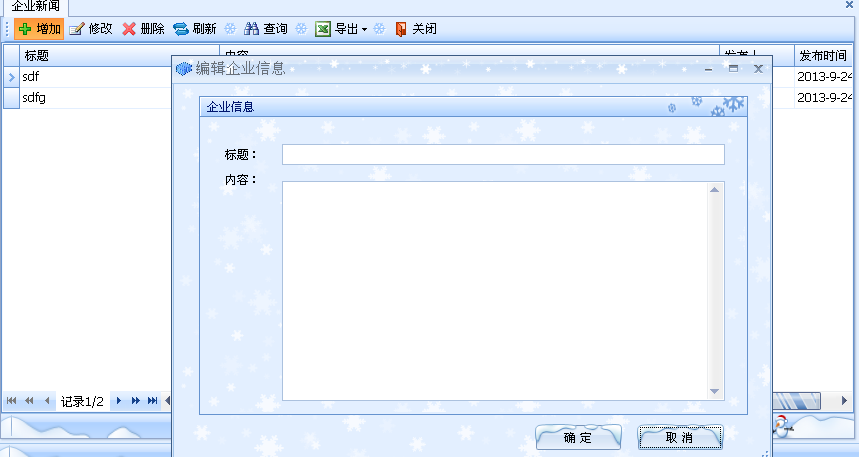 企业新闻
增加 修改 删除 刷新 查询 导出 关闭
标题 发布时间
编辑企业信息
sdf 2013-9-24
sdfg 2013-9-24
企业信息
标题：
内容：
记录1/2
确 定 取 消